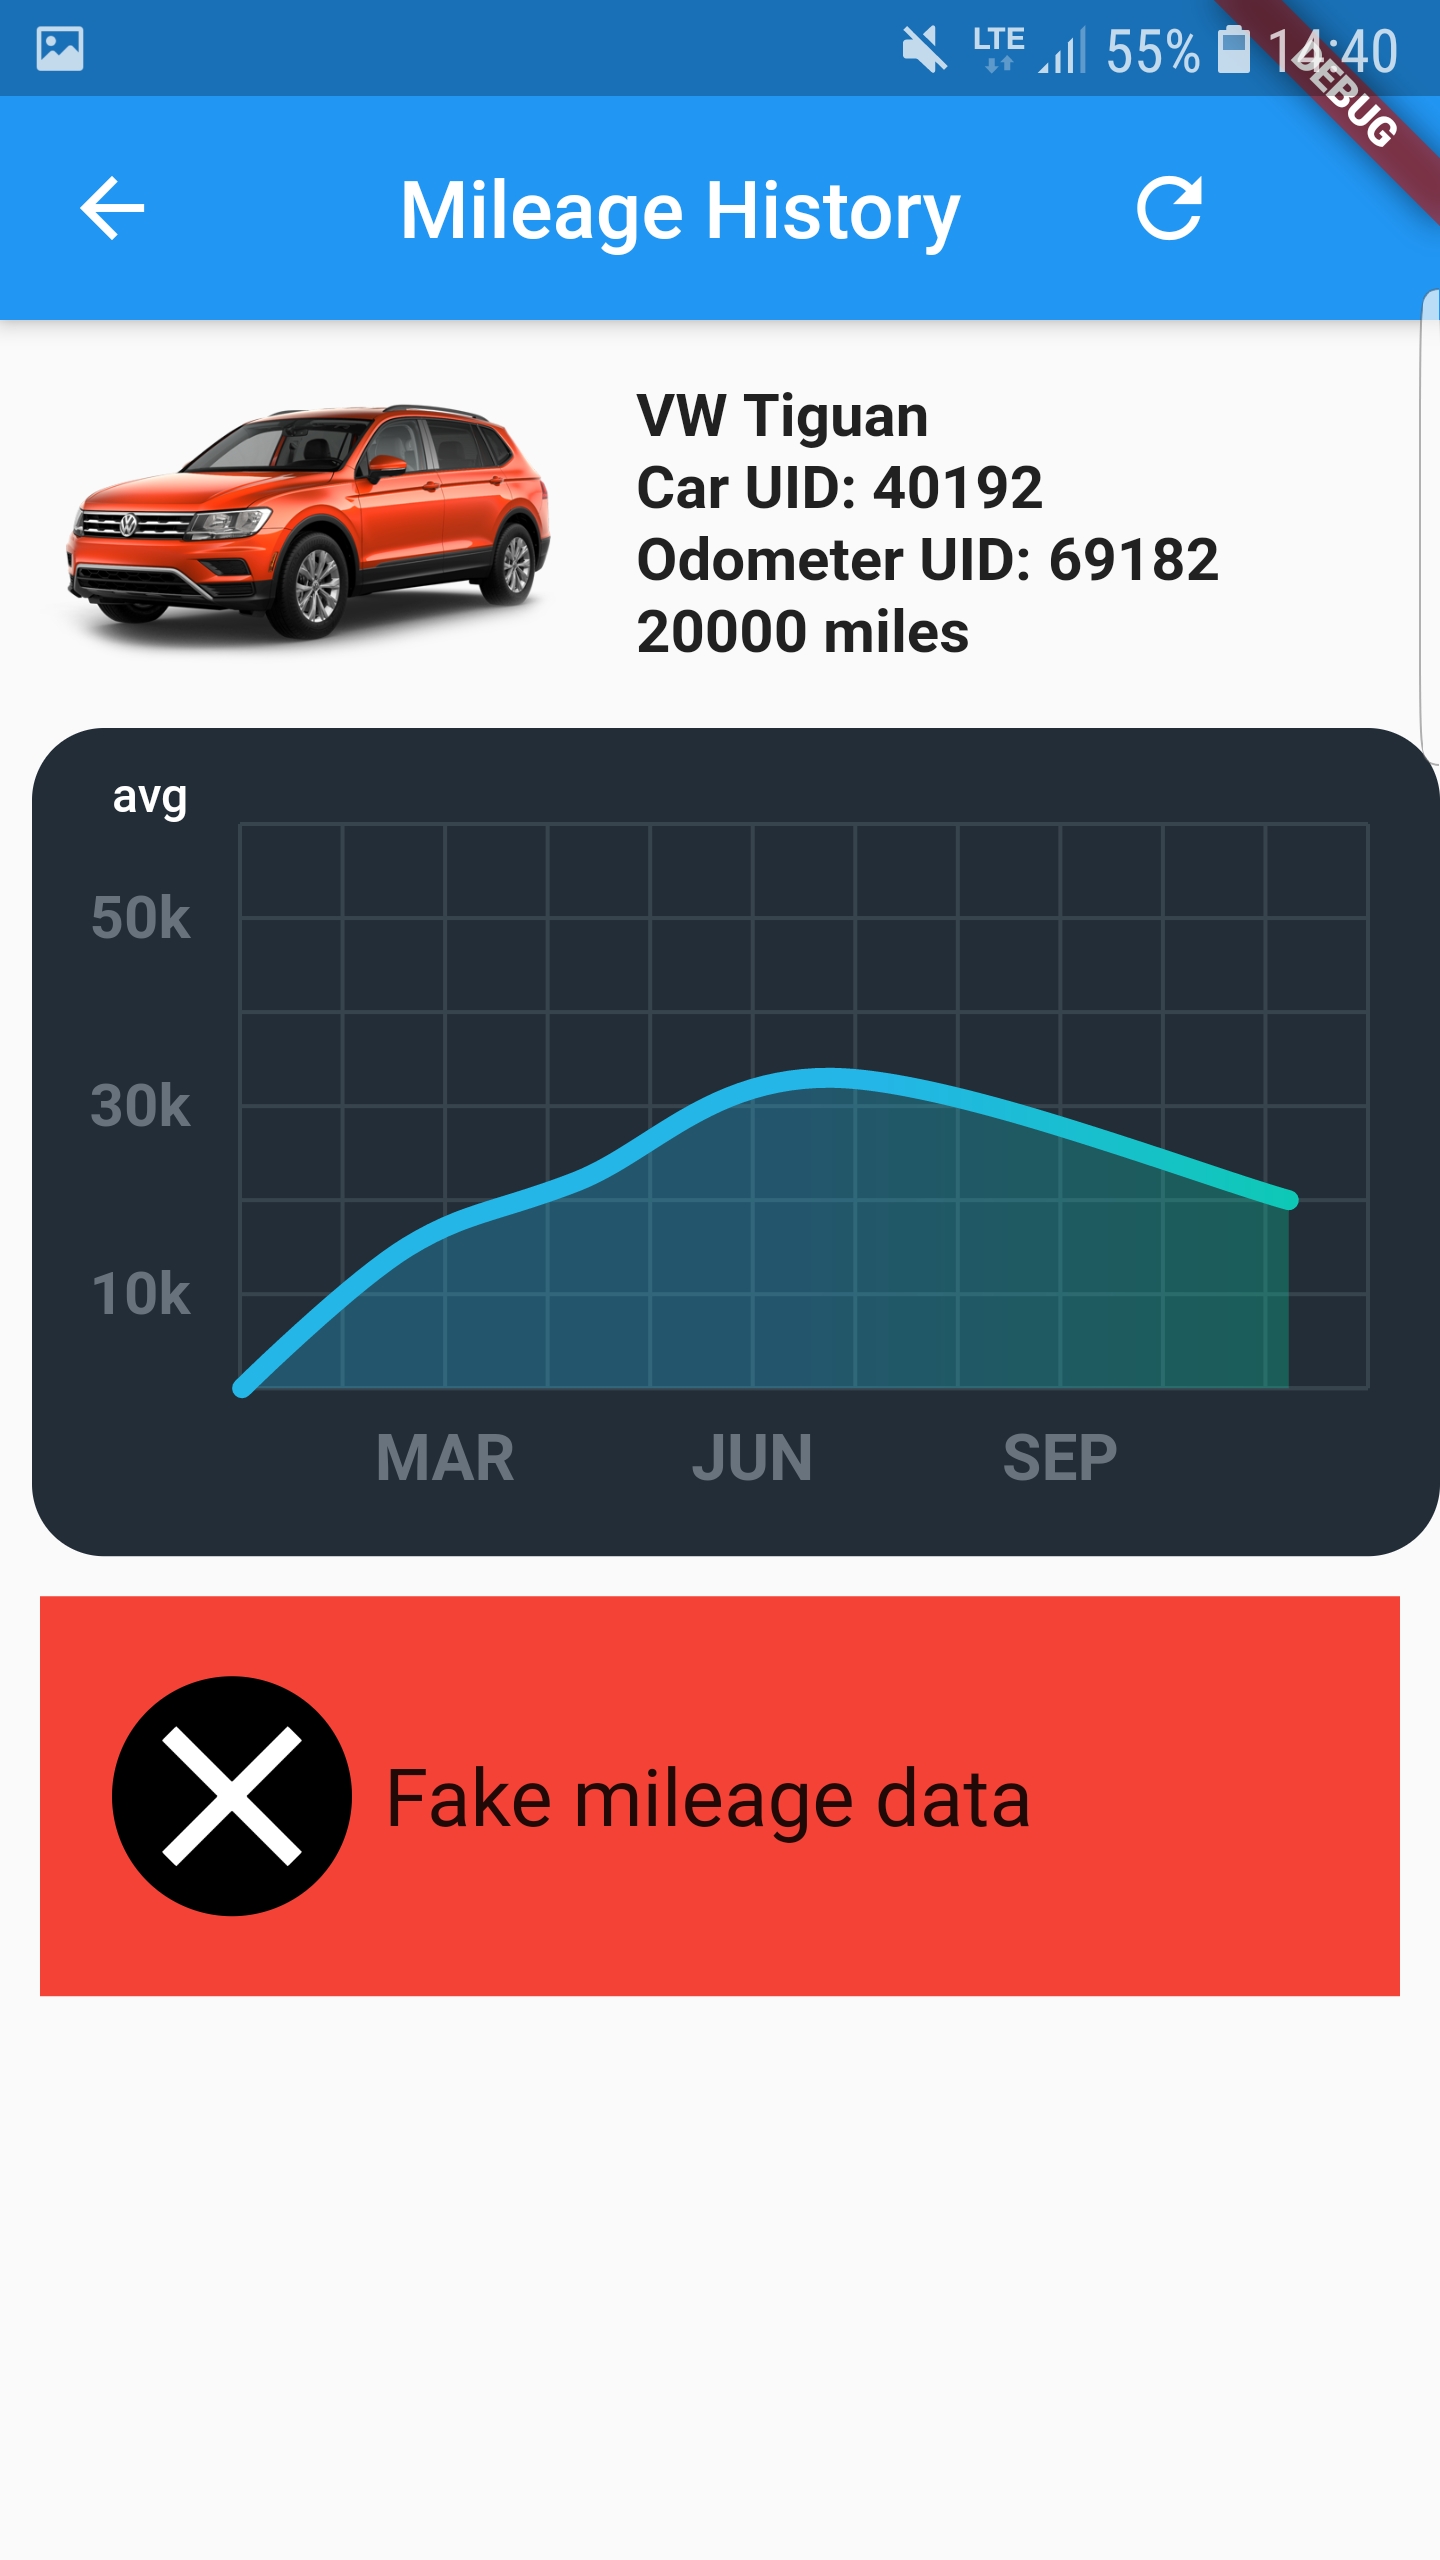 LTE 55% 14:40
DEBUG
Mileage History
VW Tiguan
Car UID: 40192
Odometer UID: 69182
20000 miles
avg
50k
30k
10k
MAR JUN SEP
Fake mileage data